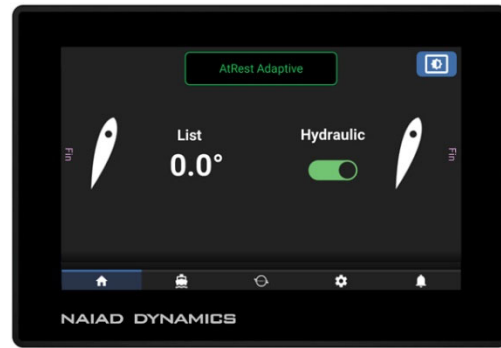 AtRest Adaptive
Fin
List
0.0°
Hydraulic
Fin
NAIAD DYNAMICS